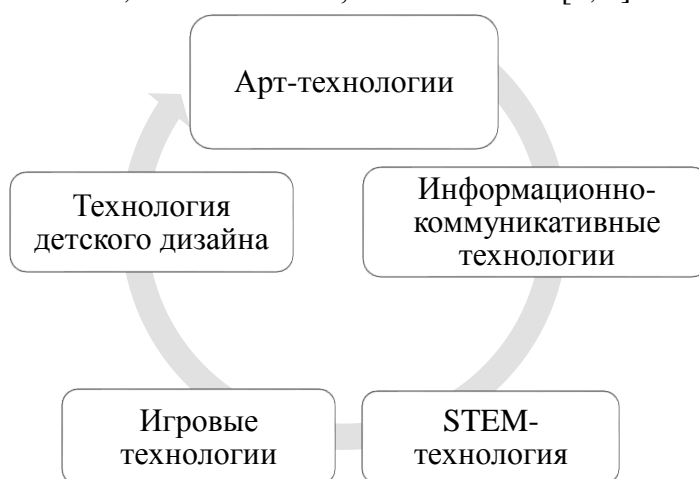 Арт-технологии
Информационно-
коммуникативные
технологии
STEM-
технология
Игровые
технологии
Технология
детского дизайна